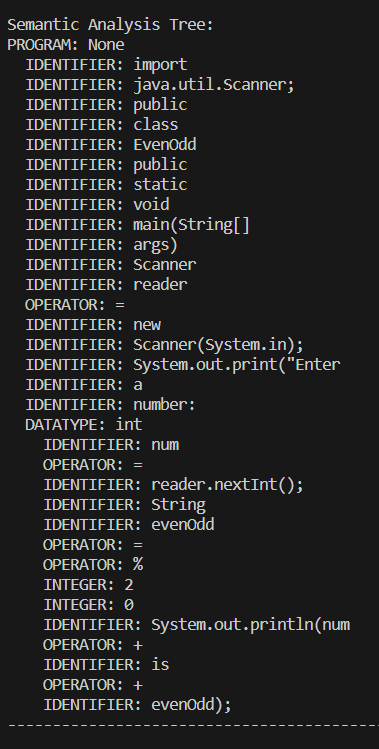 Semantic Analysis Tree:
PROGRAM: None
IDENTIFIER: import
IDENTIFIER: java.util.Scanner;
IDENTIFIER: public
IDENTIFIER: class
IDENTIFIER: EvenOdd
IDENTIFIER: public
IDENTIFIER: static
IDENTIFIER: void
IDENTIFIER: main(String[]
IDENTIFIER: args)
IDENTIFIER: Scanner
IDENTIFIER: reader
OPERATOR: =
IDENTIFIER: new
IDENTIFIER: Scanner(System.in);
IDENTIFIER: System.out.print("Enter
IDENTIFIER: a
IDENTIFIER: number:
DATATYPE: int
IDENTIFIER: num
OPERATOR: =
IDENTIFIER: reader.nextInt();
IDENTIFIER: String
IDENTIFIER: evenOdd
OPERATOR: =
OPERATOR: %
INTEGER: 2
INTEGER: 0
IDENTIFIER: System.out.println(num
OPERATOR: +
IDENTIFIER: is
OPERATOR: +
IDENTIFIER: evenOdd);
------------------------------------------